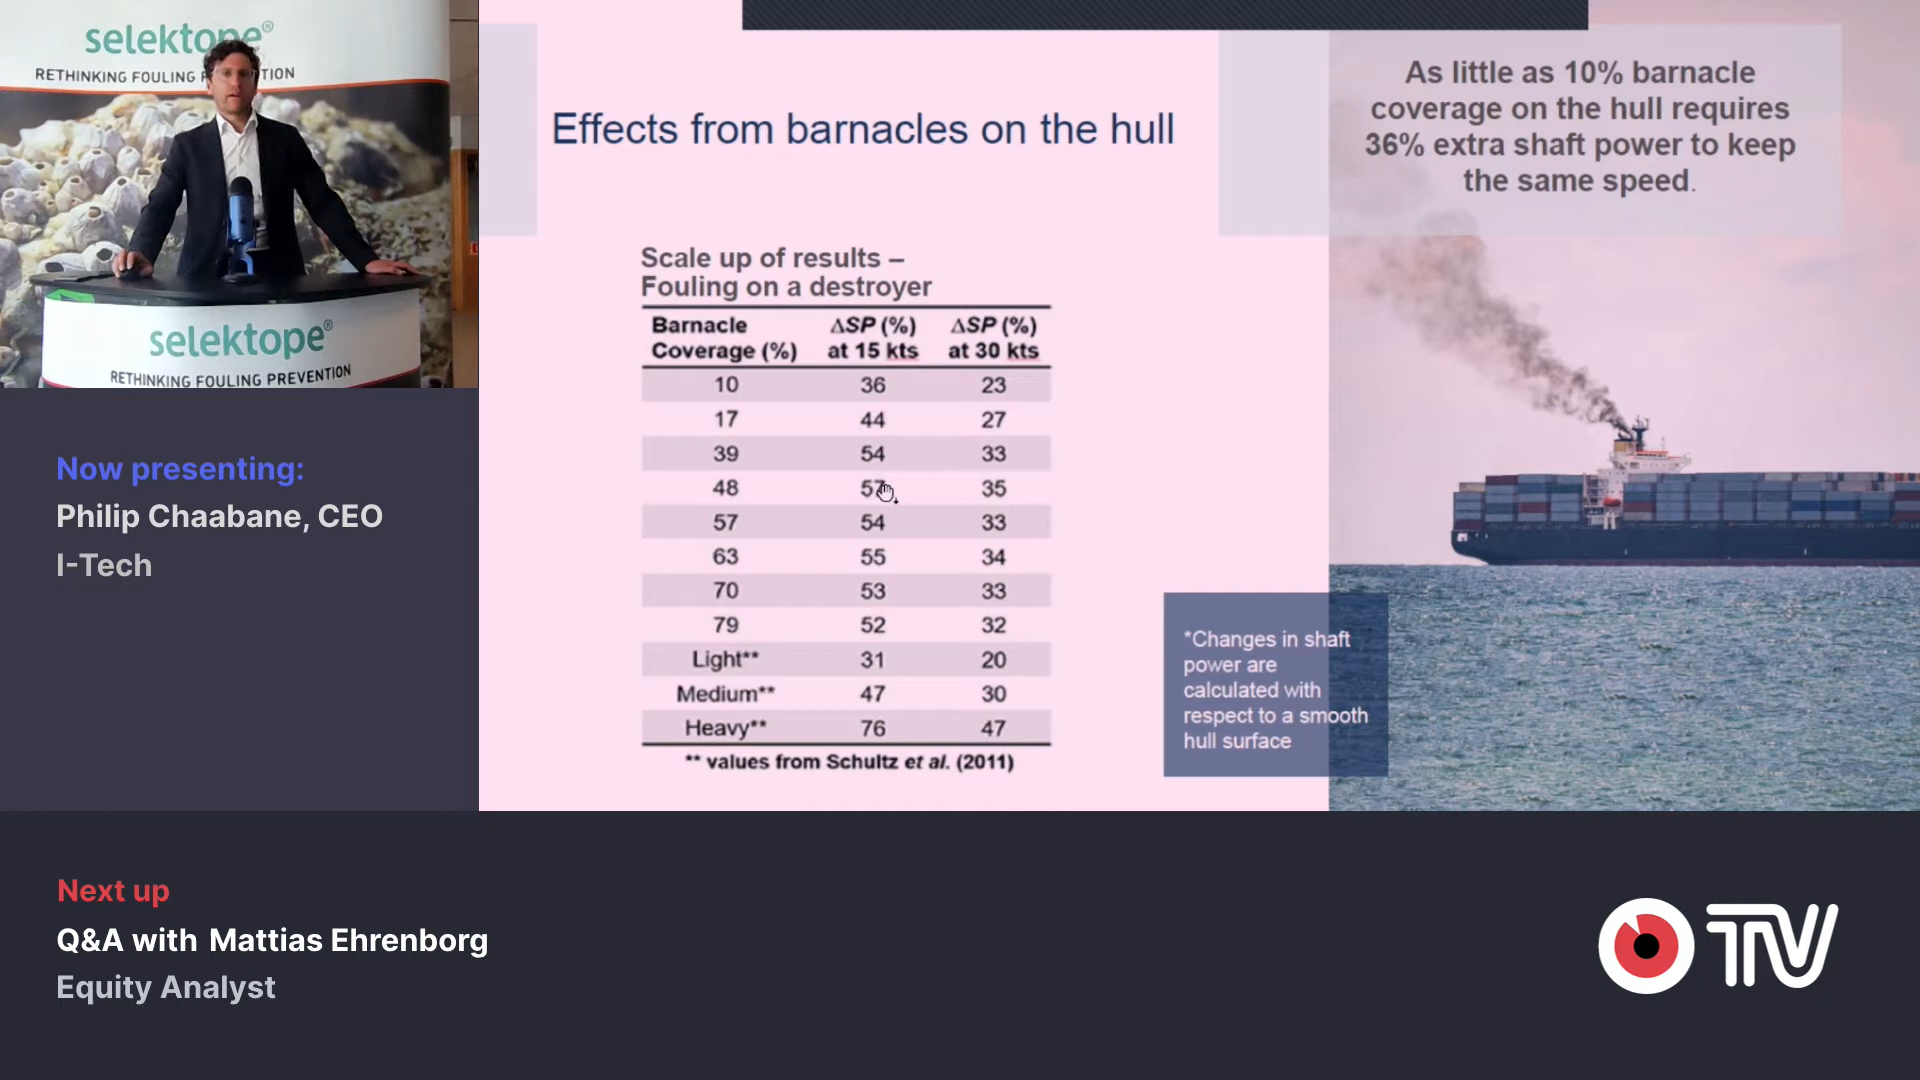 selektope®
RETHINKING FOULING P TION
selektope®
RETHINKING FOULING PREVENTION
Now presenting:
Philip Chaabane, CEO
I-Tech
Effects from barnacles on the hull
As little as 10% barnacle
coverage on the hull requires
36% extra shaft power to keep
the same speed.
Scale up of results –
Fouling on a destroyer
Barnacle Coverage (%) ΔSP (%) at 15 kts ΔSP (%) at 30 kts
10 36 23
17 44 27
39 54 33
48 57 35
57 54 33
63 55 34
70 53 33
79 52 32
Light** 31 20
Medium** 47 30
Heavy** 76 47
** values from Schultz et al. (2011)
*Changes in shaft
power are
calculated with
respect to a smooth
hull surface
Next up
Q&A with Mattias Ehrenborg
Equity Analyst
TV